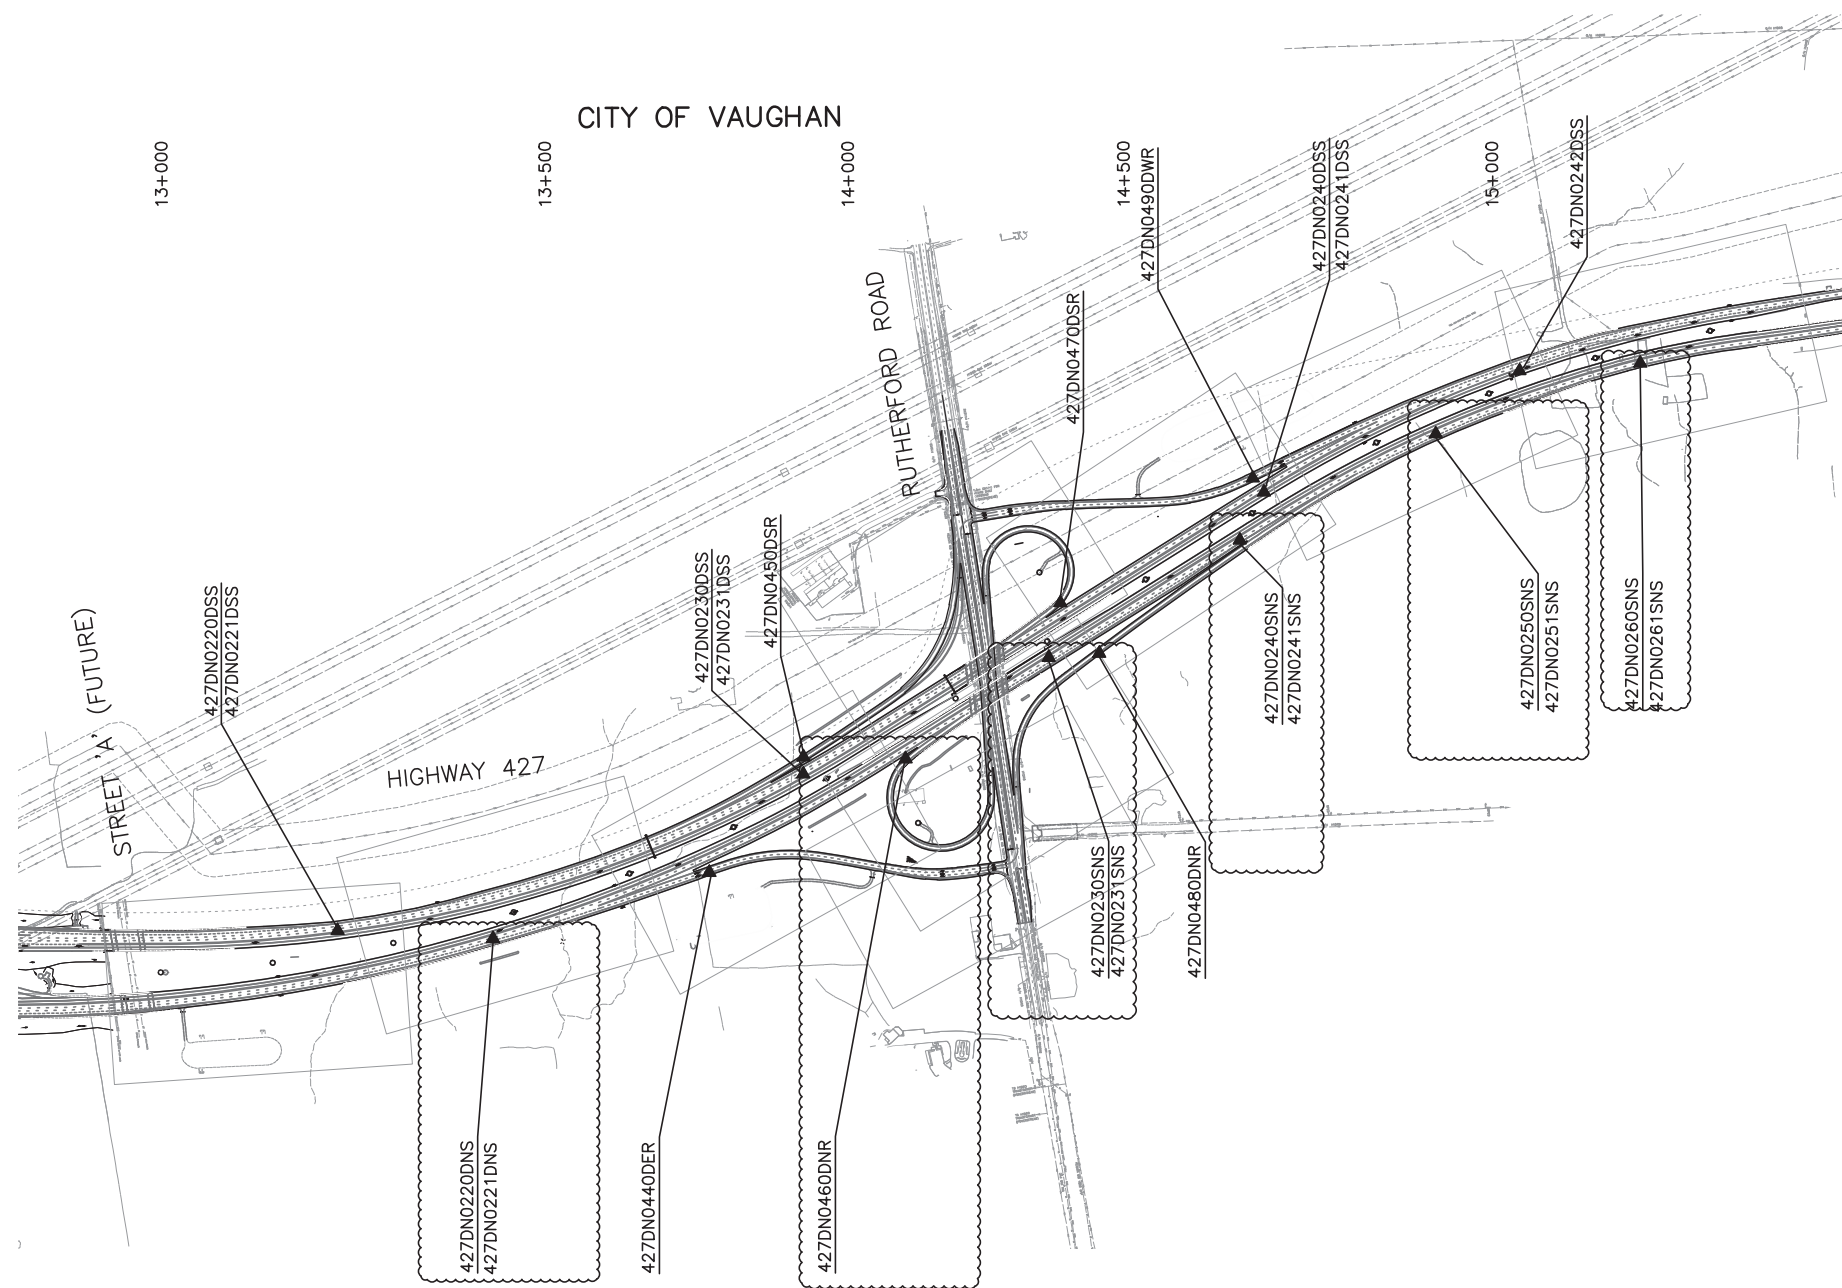 CITY OF VAUGHAN
13+000
13+500
14+000
14+500
15+000
427DN0490DWR
427DN0240DSS
427DN0241DSS
427DN0242DSS
427DN0470DSR
RUTHERFORD ROAD
427DN0450DSR
427DN0230DSS
427DN0231DSS
427DN0220DSS
427DN0221DSS
STREET 'A' (FUTURE)
HIGHWAY 427
427DN0240SNS
427DN0241SNS
427DN0250SNS
427DN0251SNS
427DN0260SNS
427DN0261SNS
427DN0230SNS
427DN0231SNS
427DN0480DNR
427DN0220DNS
427DN0221DNS
427DN0440DER
427DN0460DNR